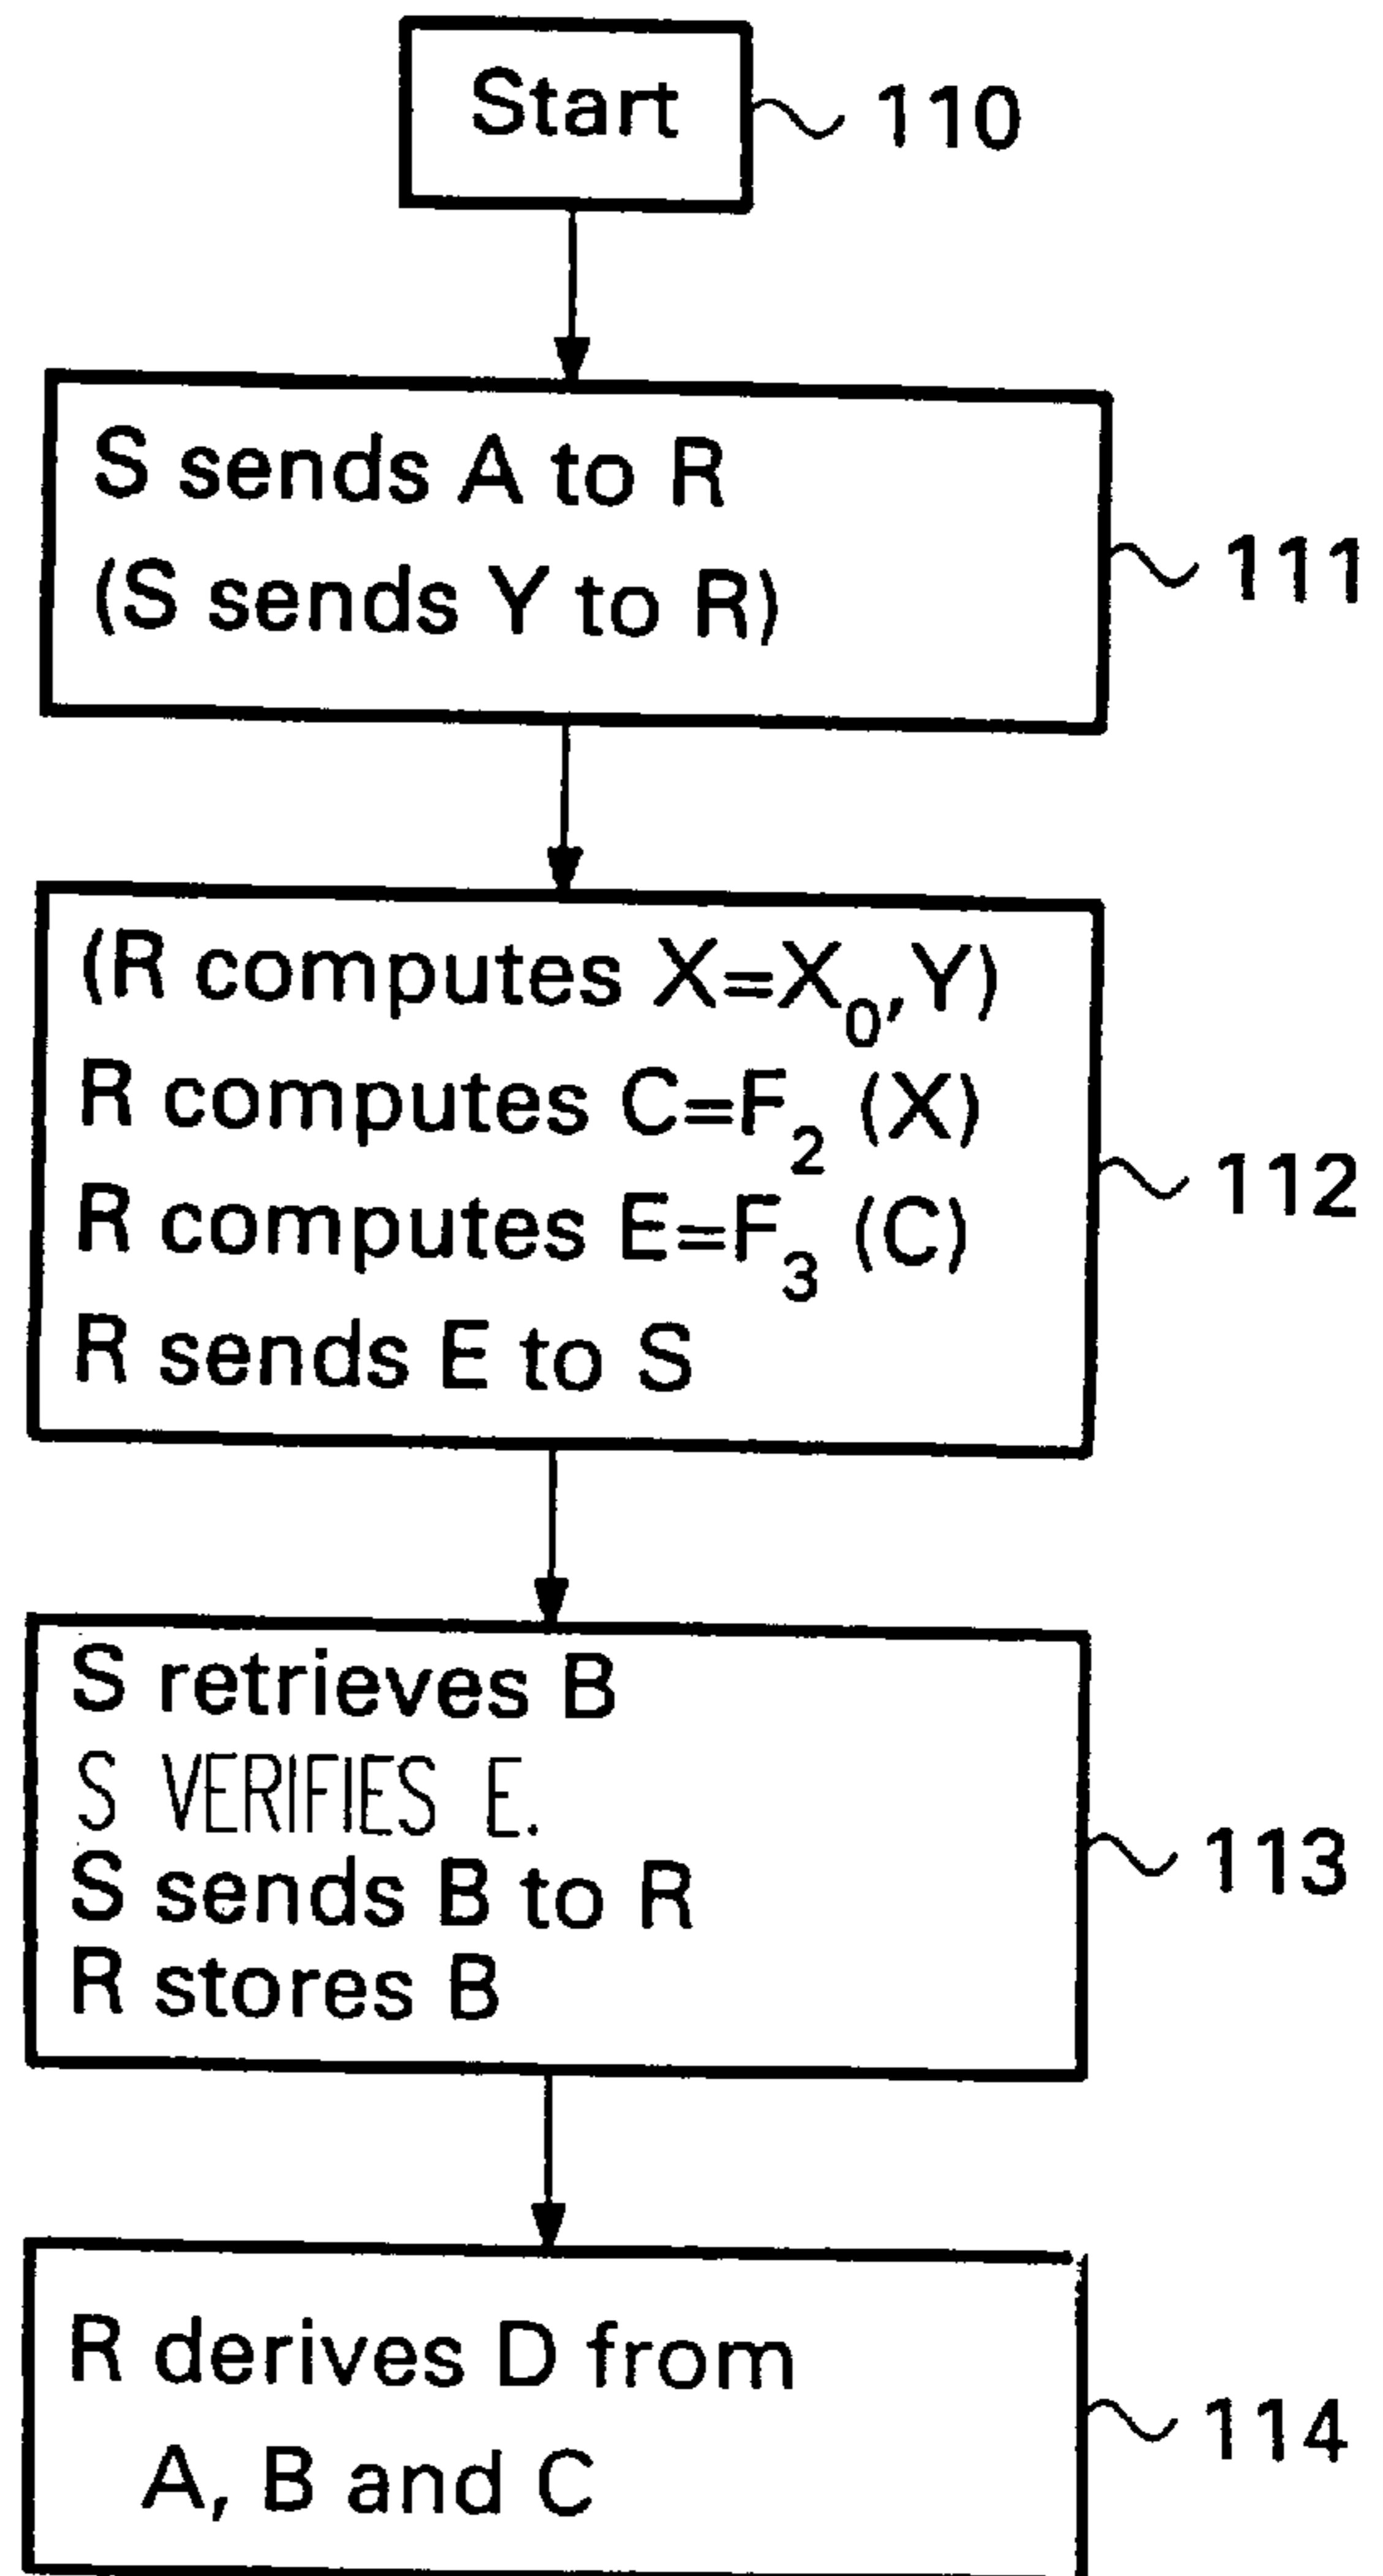 Start
110
S sends A to R
(S sends Y to R)
111
(R computes X=X₀,Y)
R computes C=F₂ (X)
R computes E=F₃ (C)
R sends E to S
112
S retrieves B
S VERIFIES E.
S sends B to R
R stores B
113
R derives D from
A, B and C
114